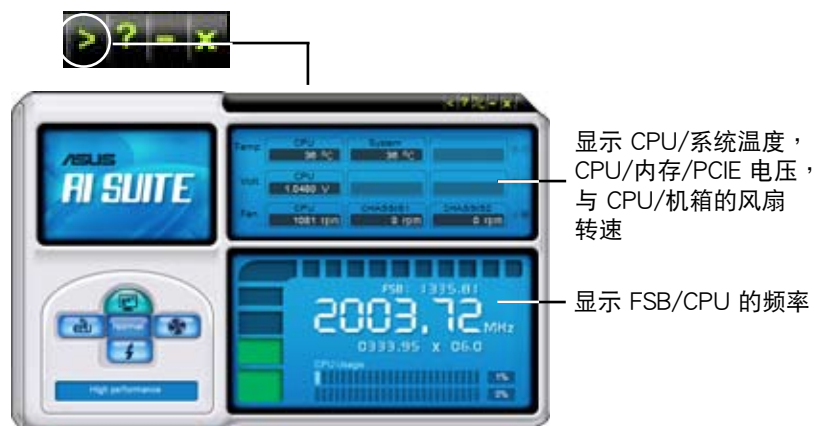 > ? - x
< ? - x
ASUS
AI SUITE
Temp.
CPU System
36 ℃ 36 ℃
Volt.
CPU
1.0480 V
Fan
CPU CHASSIS1 CHASSIS2
1081 rpm 0 rpm 0 rpm
显示 CPU/系统温度，
CPU/内存/PCIE 电压，
与 CPU/机箱的风扇
转速
FSB: 1335.81
2003.72 MHz
0333.95 x 06.0
CPU Usage
1%
0%
显示 FSB/CPU 的频率
Normal
High performance